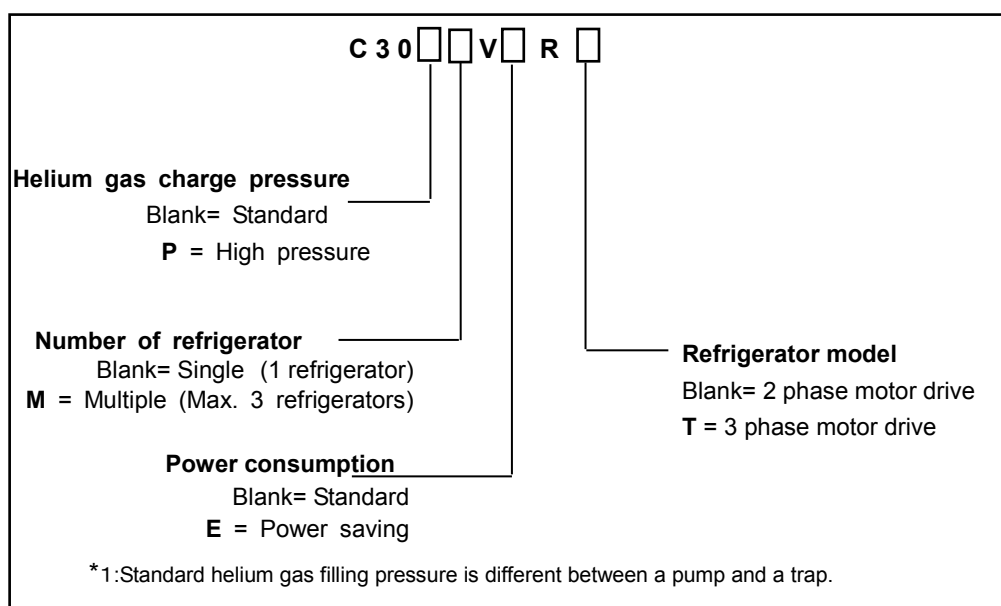 C 3 0 □ □ V □ R □
Helium gas charge pressure
Blank= Standard
P = High pressure
Number of refrigerator
Blank= Single (1 refrigerator)
M = Multiple (Max. 3 refrigerators)
Power consumption
Blank= Standard
E = Power saving
Refrigerator model
Blank= 2 phase motor drive
T = 3 phase motor drive
*1:Standard helium gas filling pressure is different between a pump and a trap.